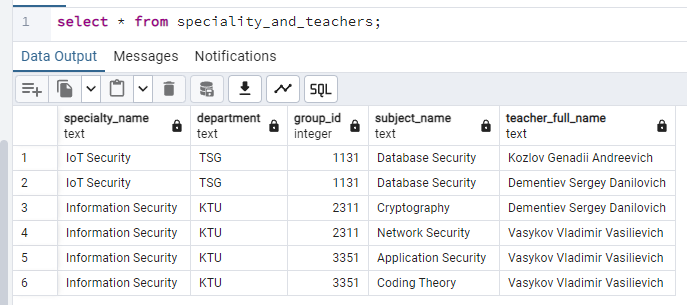 1 select * from speciality_and_teachers;
Data Output Messages Notifications
SQL
specialty_name department group_id subject_name teacher_full_name
text text integer text text
1 IoT Security TSG 1131 Database Security Kozlov Genadii Andreevich
2 IoT Security TSG 1131 Database Security Dementiev Sergey Danilovich
3 Information Security KTU 2311 Cryptography Dementiev Sergey Danilovich
4 Information Security KTU 2311 Network Security Vasykov Vladimir Vasilievich
5 Information Security KTU 3351 Application Security Vasykov Vladimir Vasilievich
6 Information Security KTU 3351 Coding Theory Vasykov Vladimir Vasilievich